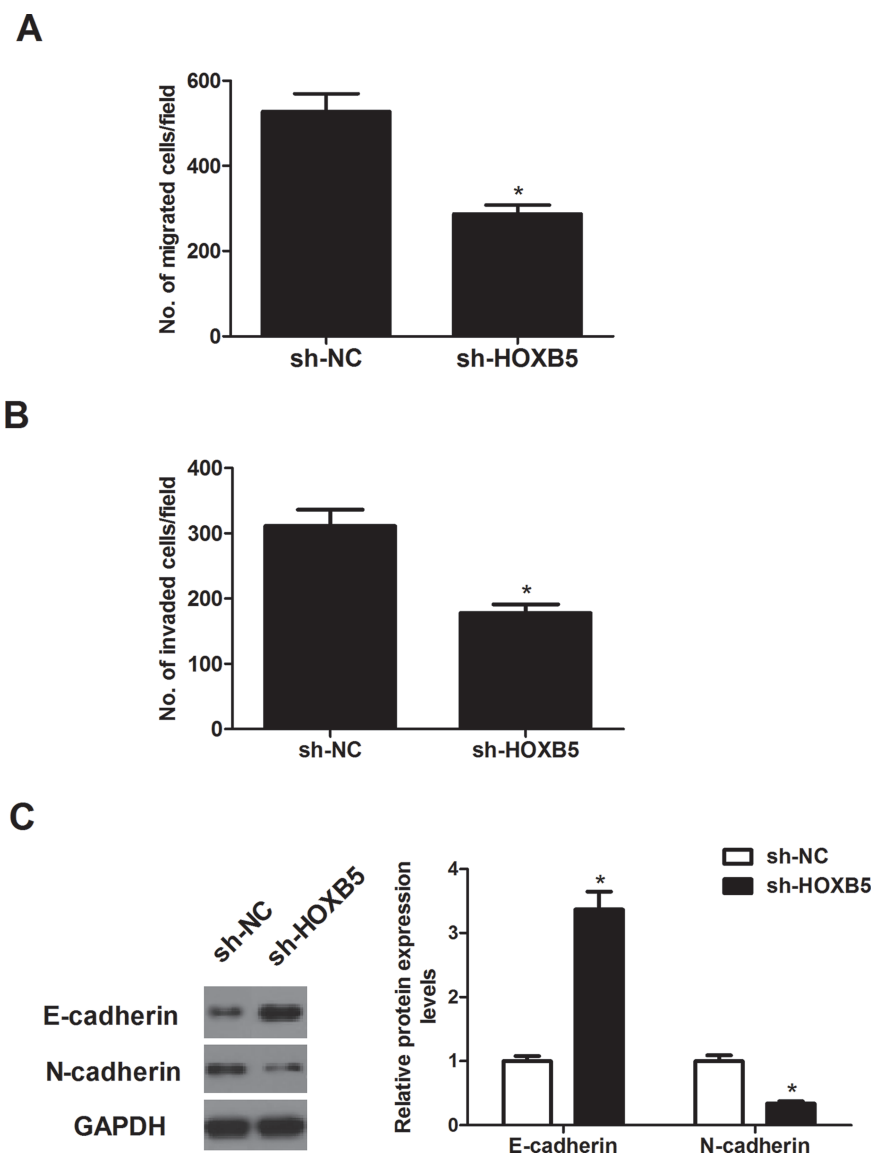 A
No. of migrated cells/field
600
400
200
0
*
sh-NC
sh-HOXB5
B
No. of invaded cells/field
400
300
200
100
0
*
sh-NC
sh-HOXB5
C
sh-NC
sh-HOXB5
E-cadherin
N-cadherin
GAPDH
Relative protein expression
levels
4
3
2
1
0
*
*
sh-NC
sh-HOXB5
E-cadherin
N-cadherin